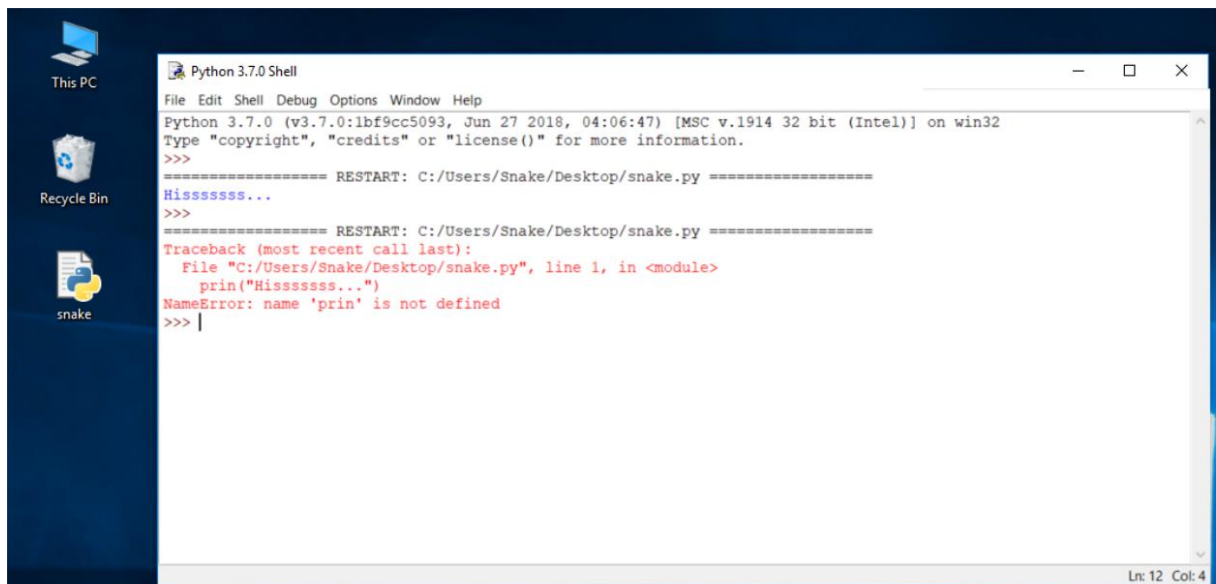 This PC
Recycle Bin
snake
Python 3.7.0 Shell
File Edit Shell Debug Options Window Help
Python 3.7.0 (v3.7.0:1bf9cc5093, Jun 27 2018, 04:06:47) [MSC v.1914 32 bit (Intel)] on win32
Type "copyright", "credits" or "license()" for more information.
>>>
================== RESTART: C:/Users/Snake/Desktop/snake.py ==================
Hisssssss...
>>>
================== RESTART: C:/Users/Snake/Desktop/snake.py ==================
Traceback (most recent call last):
  File "C:/Users/Snake/Desktop/snake.py", line 1, in <module>
    prin("Hisssssss...")
NameError: name 'prin' is not defined
>>>
Ln: 12 Col: 4